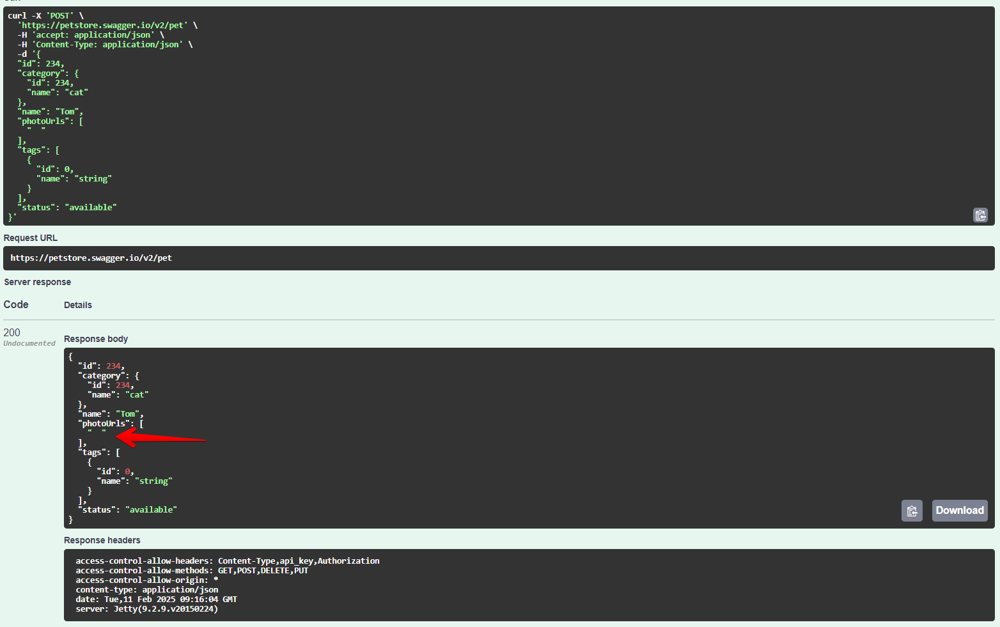 curl -X 'POST' \
  'https://petstore.swagger.io/v2/pet' \
  -H 'accept: application/json' \
  -H 'Content-Type: application/json' \
  -d '{
  "id": 234,
  "category": {
    "id": 234,
    "name": "cat"
  },
  "name": "Tom",
  "photoUrls": [
    "  "
  ],
  "tags": [
    {
      "id": 0,
      "name": "string"
    }
  ],
  "status": "available"
}'
Request URL
https://petstore.swagger.io/v2/pet
Server response
Code Details
200
Undocumented
Response body
{
  "id": 234,
  "category": {
    "id": 234,
    "name": "cat"
  },
  "name": "Tom",
  "photoUrls": [
    "  "
  ],
  "tags": [
    {
      "id": 0,
      "name": "string"
    }
  ],
  "status": "available"
}
Download
Response headers
access-control-allow-headers: Content-Type,api_key,Authorization
access-control-allow-methods: GET,POST,DELETE,PUT
access-control-allow-origin: *
content-type: application/json
date: Tue,11 Feb 2025 09:16:04 GMT
server: Jetty(9.2.9.v20150224)